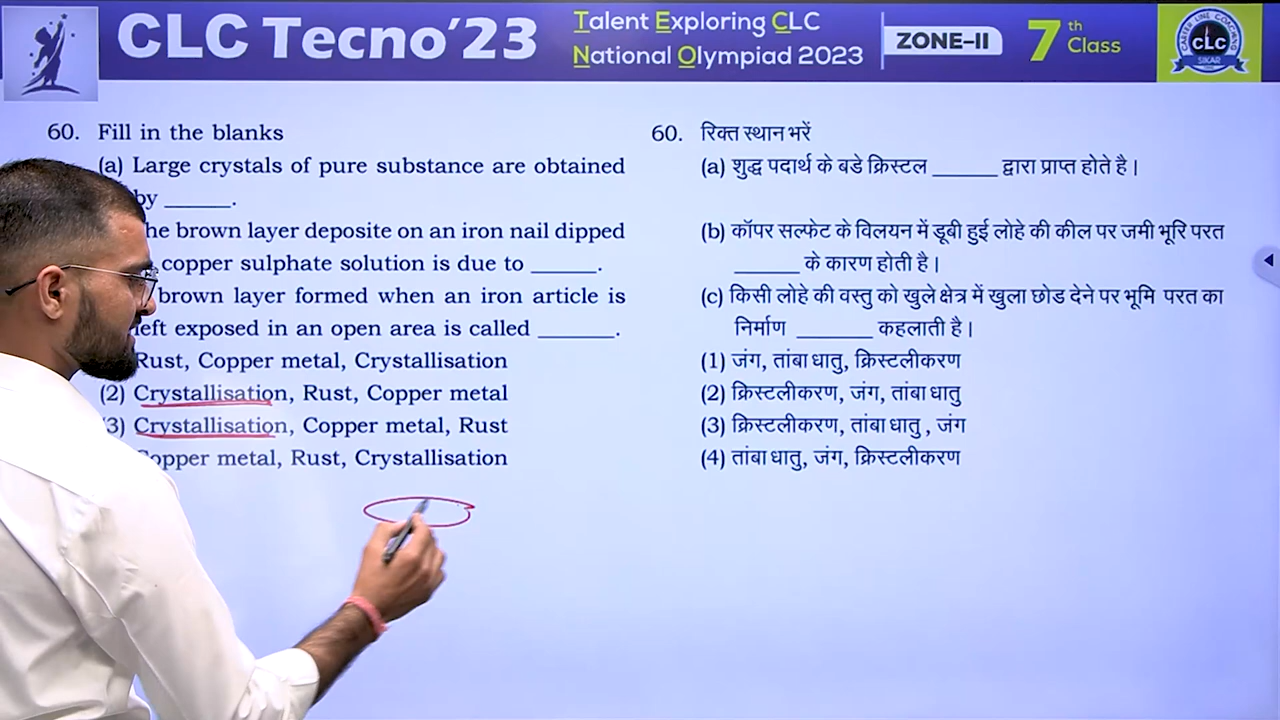 CLC Tecno'23
Talent Exploring CLC
National Olympiad 2023
ZONE-II
7th Class
CLC
SIKAR
60. Fill in the blanks
(a) Large crystals of pure substance are obtained
by ______.
he brown layer deposite on an iron nail dipped
copper sulphate solution is due to ______.
brown layer formed when an iron article is
left exposed in an open area is called _______.
Rust, Copper metal, Crystallisation
(2) Crystallisation, Rust, Copper metal
3) Crystallisation, Copper metal, Rust
Copper metal, Rust, Crystallisation
60. रिक्त स्थान भरें
(a) शुद्ध पदार्थ के बडे क्रिस्टल ______ द्वारा प्राप्त होते है।
(b) कॉपर सल्फेट के विलयन में डूबी हुई लोहे की कील पर जमी भूरि परत
______ के कारण होती है।
(c) किसी लोहे की वस्तु को खुले क्षेत्र में खुला छोड देने पर भूमि परत का
निर्माण _______ कहलाती है।
(1) जंग, तांबा धातु, क्रिस्टलीकरण
(2) क्रिस्टलीकरण, जंग, तांबा धातु
(3) क्रिस्टलीकरण, तांबा धातु , जंग
(4) तांबा धातु, जंग, क्रिस्टलीकरण